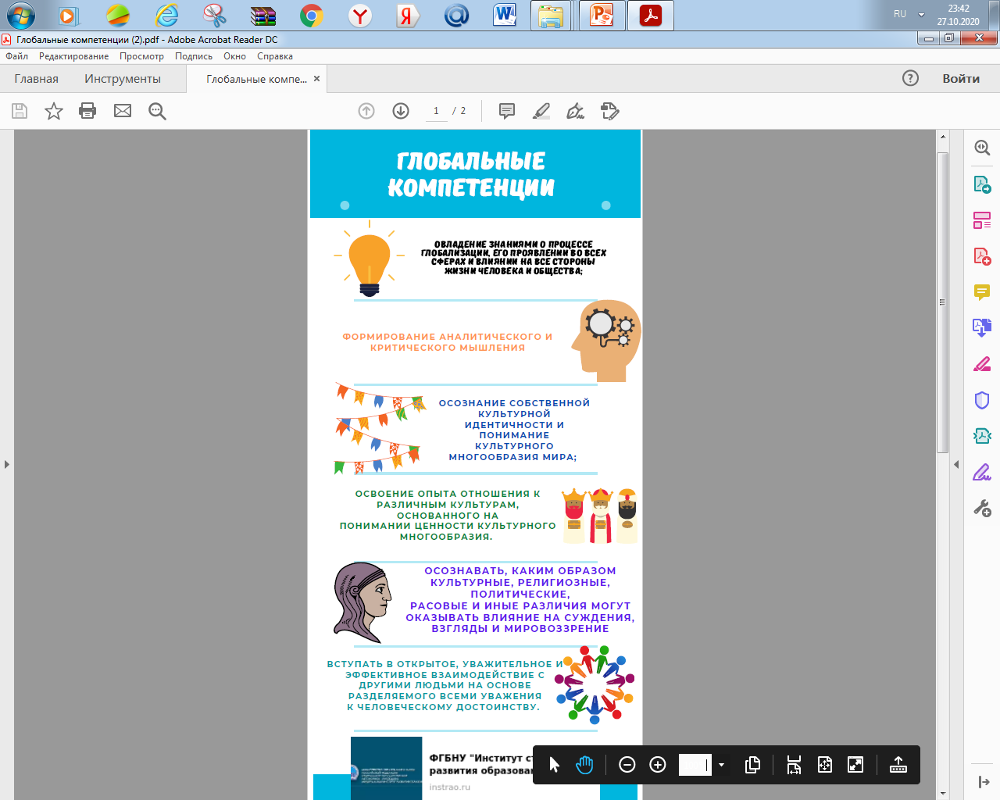 RU
23:42
27.10.2020
Глобальные компетенции (2).pdf - Adobe Acrobat Reader DC
Файл Редактирование Просмотр Подпись Окно Справка
Главная Инструменты Глобальные компе... × Войти
1 / 2
ГЛОБАЛЬНЫЕ
КОМПЕТЕНЦИИ
ОВЛАДЕНИЕ ЗНАНИЯМИ О ПРОЦЕССЕ
ГЛОБАЛИЗАЦИИ, ЕГО ПРОЯВЛЕНИИ ВО ВСЕХ
СФЕРАХ И ВЛИЯНИИ НА ВСЕ СТОРОНЫ
ЖИЗНИ ЧЕЛОВЕКА И ОБЩЕСТВА;
ФОРМИРОВАНИЕ АНАЛИТИЧЕСКОГО И
КРИТИЧЕСКОГО МЫШЛЕНИЯ
ОСОЗНАНИЕ СОБСТВЕННОЙ
КУЛЬТУРНОЙ
ИДЕНТИЧНОСТИ И
ПОНИМАНИЕ
КУЛЬТУРНОГО
МНОГООБРАЗИЯ МИРА;
ОСВОЕНИЕ ОПЫТА ОТНОШЕНИЯ К
РАЗЛИЧНЫМ КУЛЬТУРАМ,
ОСНОВАННОГО НА
ПОНИМАНИИ ЦЕННОСТИ КУЛЬТУРНОГО
МНОГООБРАЗИЯ.
ОСОЗНАВАТЬ, КАКИМ ОБРАЗОМ
КУЛЬТУРНЫЕ, РЕЛИГИОЗНЫЕ,
ПОЛИТИЧЕСКИЕ,
РАСОВЫЕ И ИНЫЕ РАЗЛИЧИЯ МОГУТ
ОКАЗЫВАТЬ ВЛИЯНИЕ НА СУЖДЕНИЯ,
ВЗГЛЯДЫ И МИРОВОЗЗРЕНИЕ
ВСТУПАТЬ В ОТКРЫТОЕ, УВАЖИТЕЛЬНОЕ И
ЭФФЕКТИВНОЕ ВЗАИМОДЕЙСТВИЕ С
ДРУГИМИ ЛЮДЬМИ НА ОСНОВЕ
РАЗДЕЛЯЕМОГО ВСЕМИ УВАЖЕНИЯ
К ЧЕЛОВЕЧЕСКОМУ ДОСТОИНСТВУ.
ФГБНУ "Институт ст
развития образован
instrao.ru